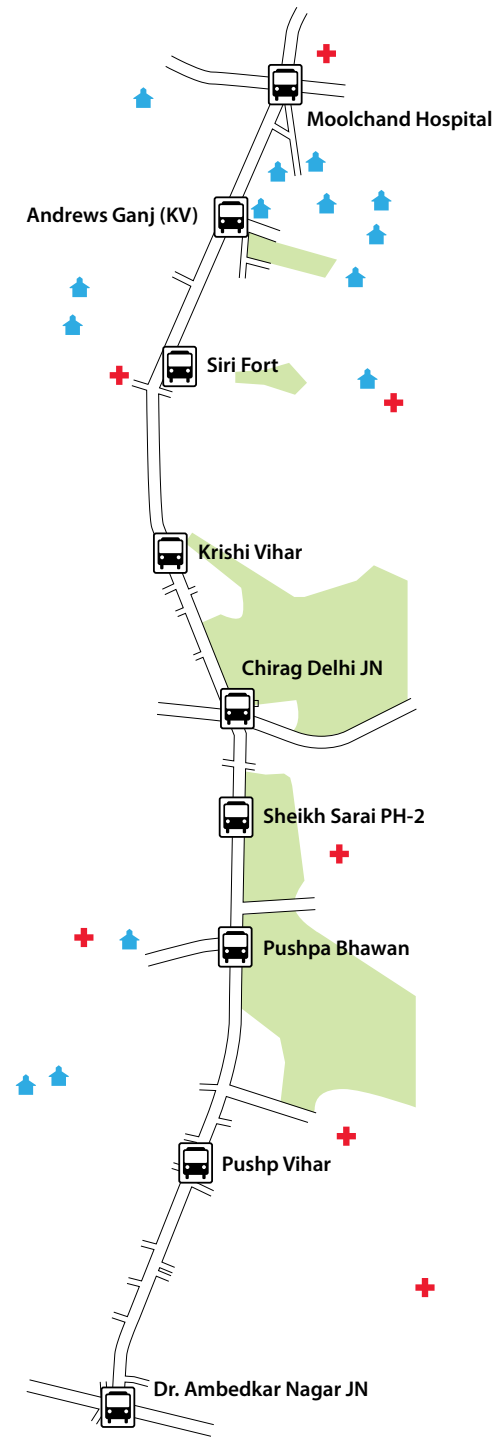 Moolchand Hospital
Andrews Ganj (KV)
Siri Fort
Krishi Vihar
Chirag Delhi JN
Sheikh Sarai PH-2
Pushpa Bhawan
Pushp Vihar
Dr. Ambedkar Nagar JN